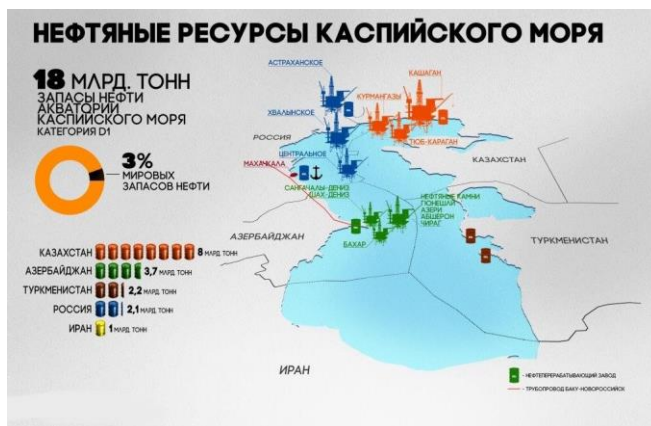 НЕФТЯНЫЕ РЕСУРСЫ КАСПИЙСКОГО МОРЯ
18 МЛРД. ТОНН
ЗАПАСЫ НЕФТИ
АКВАТОРИИ
КАСПИЙСКОГО МОРЯ
КАТЕГОРИЯ D1
3%
МИРОВЫХ
ЗАПАСОВ НЕФТИ
АСТРАХАНСКОЕ
КАШАГАН
КУРМАНГАЗЫ
ХВАЛЫНСКОЕ
РОССИЯ
ТЮБ-КАРАГАН
ЦЕНТРАЛЬНОЕ
КАЗАХСТАН
МАХАЧКАЛА
САНГАЧАЛЫ-ДЕНИЗ
ШАХ-ДЕНИЗ
НЕФТЯНЫЕ КАМНИ
ГЮНЕШЛИ
АЗЕРИ
АБШЕРОН
ЧИРАГ
АЗЕРБАЙДЖАН
БАХАР
ТУРКМЕНИСТАН
КАЗАХСТАН 8 МЛРД. ТОНН
АЗЕРБАЙДЖАН 3,7 МЛРД. ТОНН
ТУРКМЕНИСТАН 2,2 МЛРД. ТОНН
РОССИЯ 2,1 МЛРД. ТОНН
ИРАН 1 МЛРД. ТОНН
ИРАН
- НЕФТЕПЕРЕРАБАТЫВАЮЩИЙ ЗАВОД
- ТРУБОПРОВОД БАКУ-НОВОРОССИЙСК